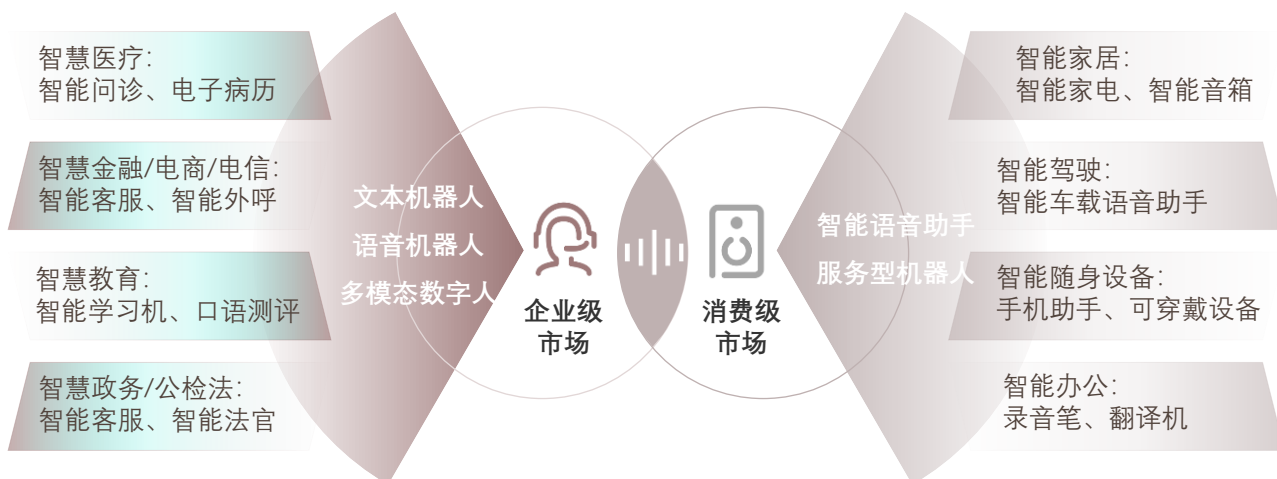 智慧医疗:
智能问诊、电子病历
智慧金融/电商/电信:
智能客服、智能外呼
智慧教育:
智能学习机、口语测评
智慧政务/公检法:
智能客服、智能法官
文本机器人
语音机器人
多模态数字人
企业级
市场
消费级
市场
智能语音助手
服务型机器人
智能家居:
智能家电、智能音箱
智能驾驶:
智能车载语音助手
智能随身设备:
手机助手、可穿戴设备
智能办公:
录音笔、翻译机